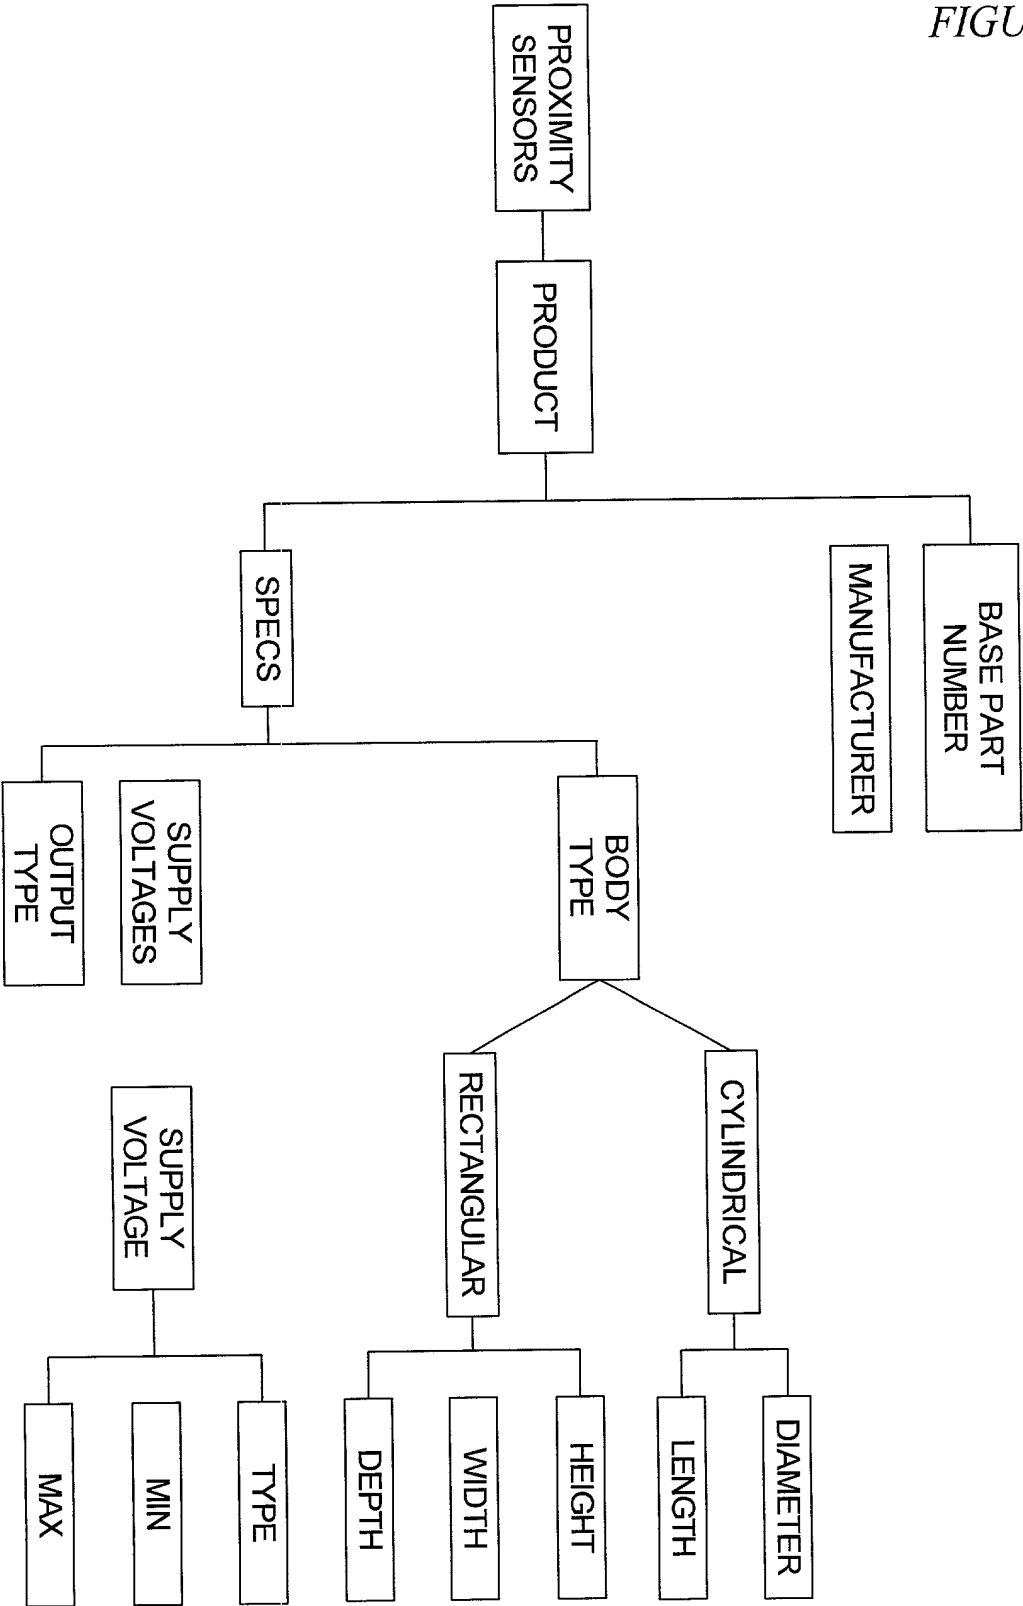 FIGU
PROXIMITY
SENSORS
PRODUCT
BASE PART
NUMBER
MANUFACTURER
SPECS
BODY
TYPE
SUPPLY
VOLTAGES
OUTPUT
TYPE
CYLINDRICAL
RECTANGULAR
SUPPLY
VOLTAGE
DIAMETER
LENGTH
HEIGHT
WIDTH
DEPTH
TYPE
MIN
MAX